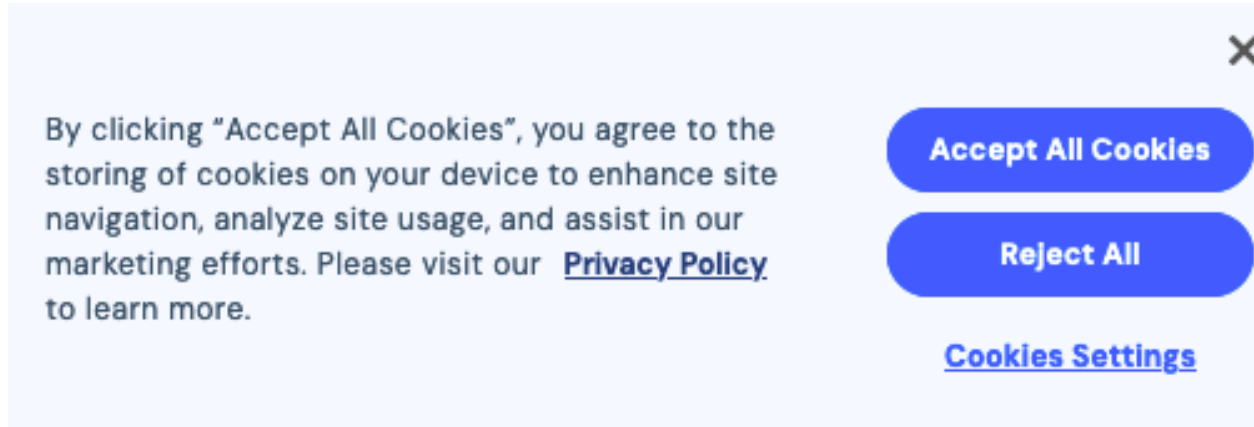 By clicking “Accept All Cookies”, you agree to the
storing of cookies on your device to enhance site
navigation, analyze site usage, and assist in our
marketing efforts. Please visit our Privacy Policy
to learn more.
Accept All Cookies
Reject All
Cookies Settings